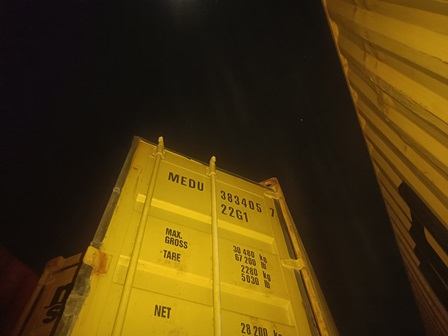 MEDU 383405 7
22G1
MAX. GROSS 30 480 kg
67 200 lb
TARE 2280 kg
5030 lb
NET 28 200 kg